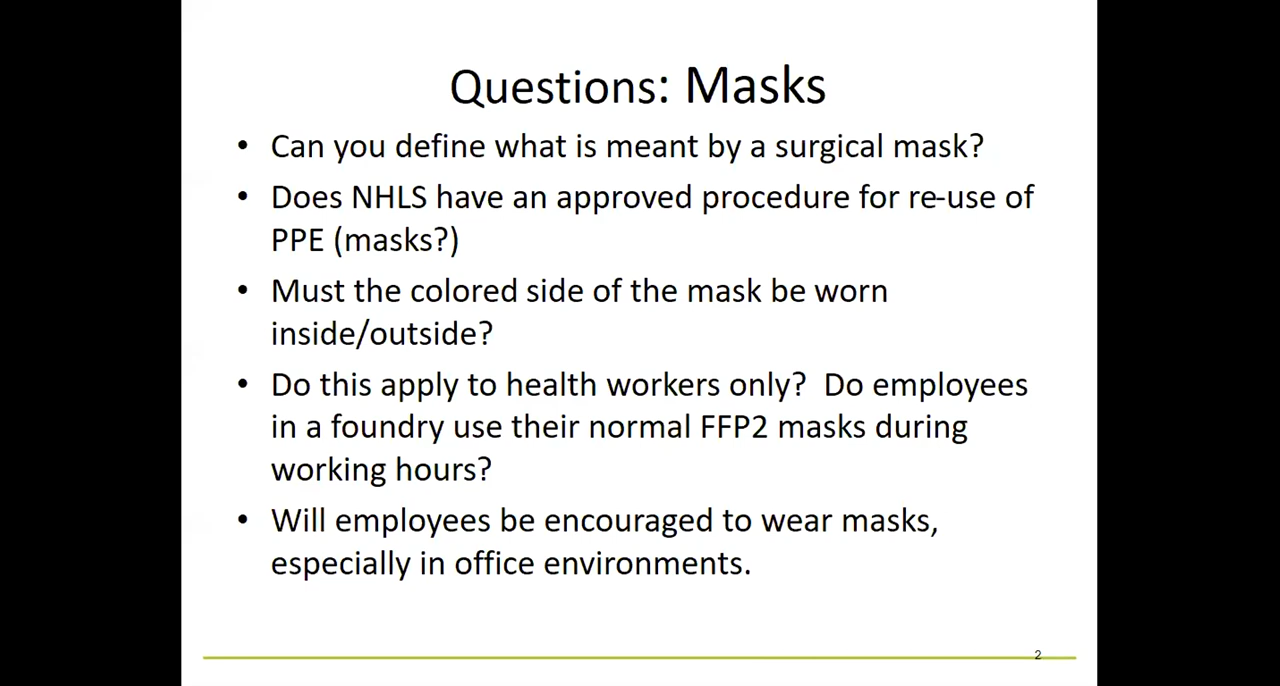 Questions: Masks
• Can you define what is meant by a surgical mask?
• Does NHLS have an approved procedure for re-use of
PPE (masks?)
• Must the colored side of the mask be worn
inside/outside?
• Do this apply to health workers only?  Do employees
in a foundry use their normal FFP2 masks during
working hours?
• Will employees be encouraged to wear masks,
especially in office environments.
2